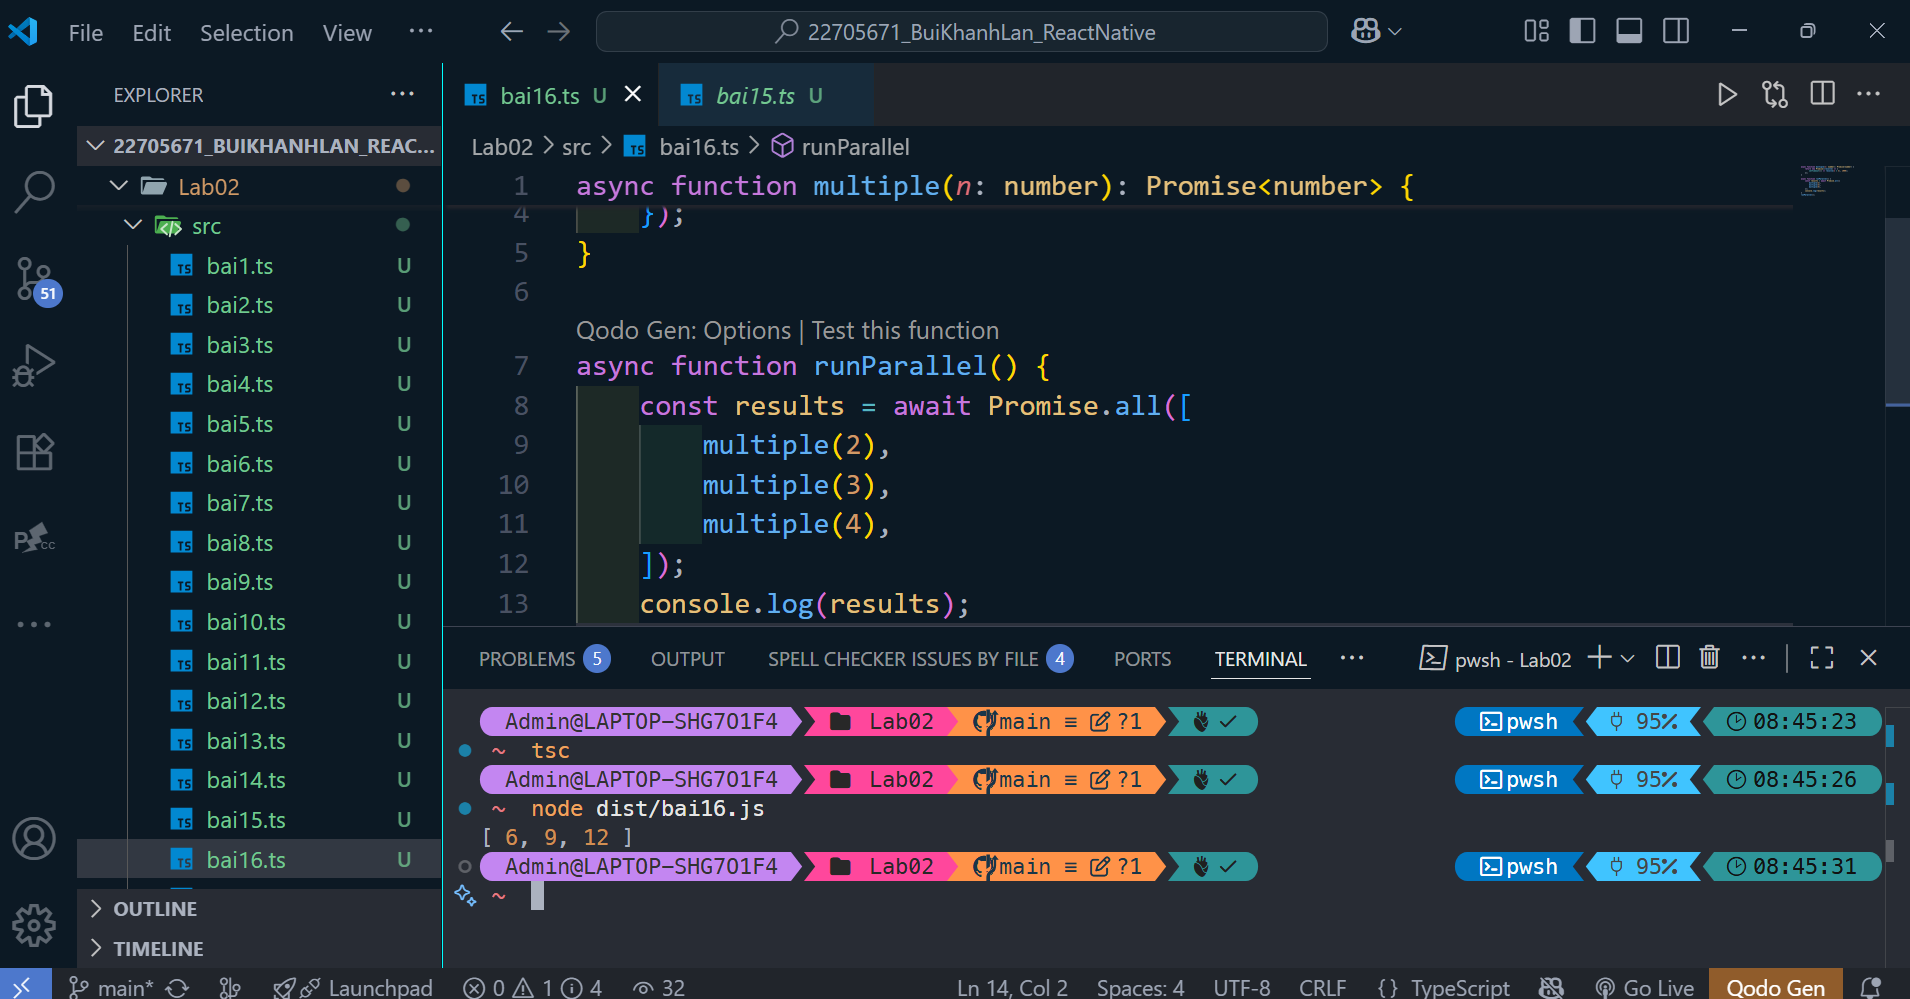 File Edit Selection View ··· 22705671_BuiKhanhLan_ReactNative
EXPLORER ···
22705671_BUIKHANHLAN_REAC...
Lab02
src
bai1.ts U
bai2.ts U
bai3.ts U
bai4.ts U
bai5.ts U
bai6.ts U
bai7.ts U
bai8.ts U
bai9.ts U
bai10.ts U
bai11.ts U
bai12.ts U
bai13.ts U
bai14.ts U
bai15.ts U
bai16.ts U
OUTLINE
TIMELINE
51
bai16.ts U
bai15.ts U
Lab02 > src > bai16.ts > runParallel
1 async function multiple(n: number): Promise<number> {
4 });
5 }
6
Qodo Gen: Options | Test this function
7 async function runParallel() {
8 const results = await Promise.all([
9 multiple(2),
10 multiple(3),
11 multiple(4),
12 ]);
13 console.log(results);
PROBLEMS 5 OUTPUT SPELL CHECKER ISSUES BY FILE 4 PORTS TERMINAL ··· pwsh - Lab02
Admin@LAPTOP-SHG7O1F4 Lab02 main ≡ ?1 ✓ pwsh 95% 08:45:23
~ tsc
Admin@LAPTOP-SHG7O1F4 Lab02 main ≡ ?1 ✓ pwsh 95% 08:45:26
~ node dist/bai16.js
[ 6, 9, 12 ]
Admin@LAPTOP-SHG7O1F4 Lab02 main ≡ ?1 ✓ pwsh 95% 08:45:31
~
main* Launchpad 0 1 4 32 Ln 14, Col 2 Spaces: 4 UTF-8 CRLF {} TypeScript Go Live Qodo Gen